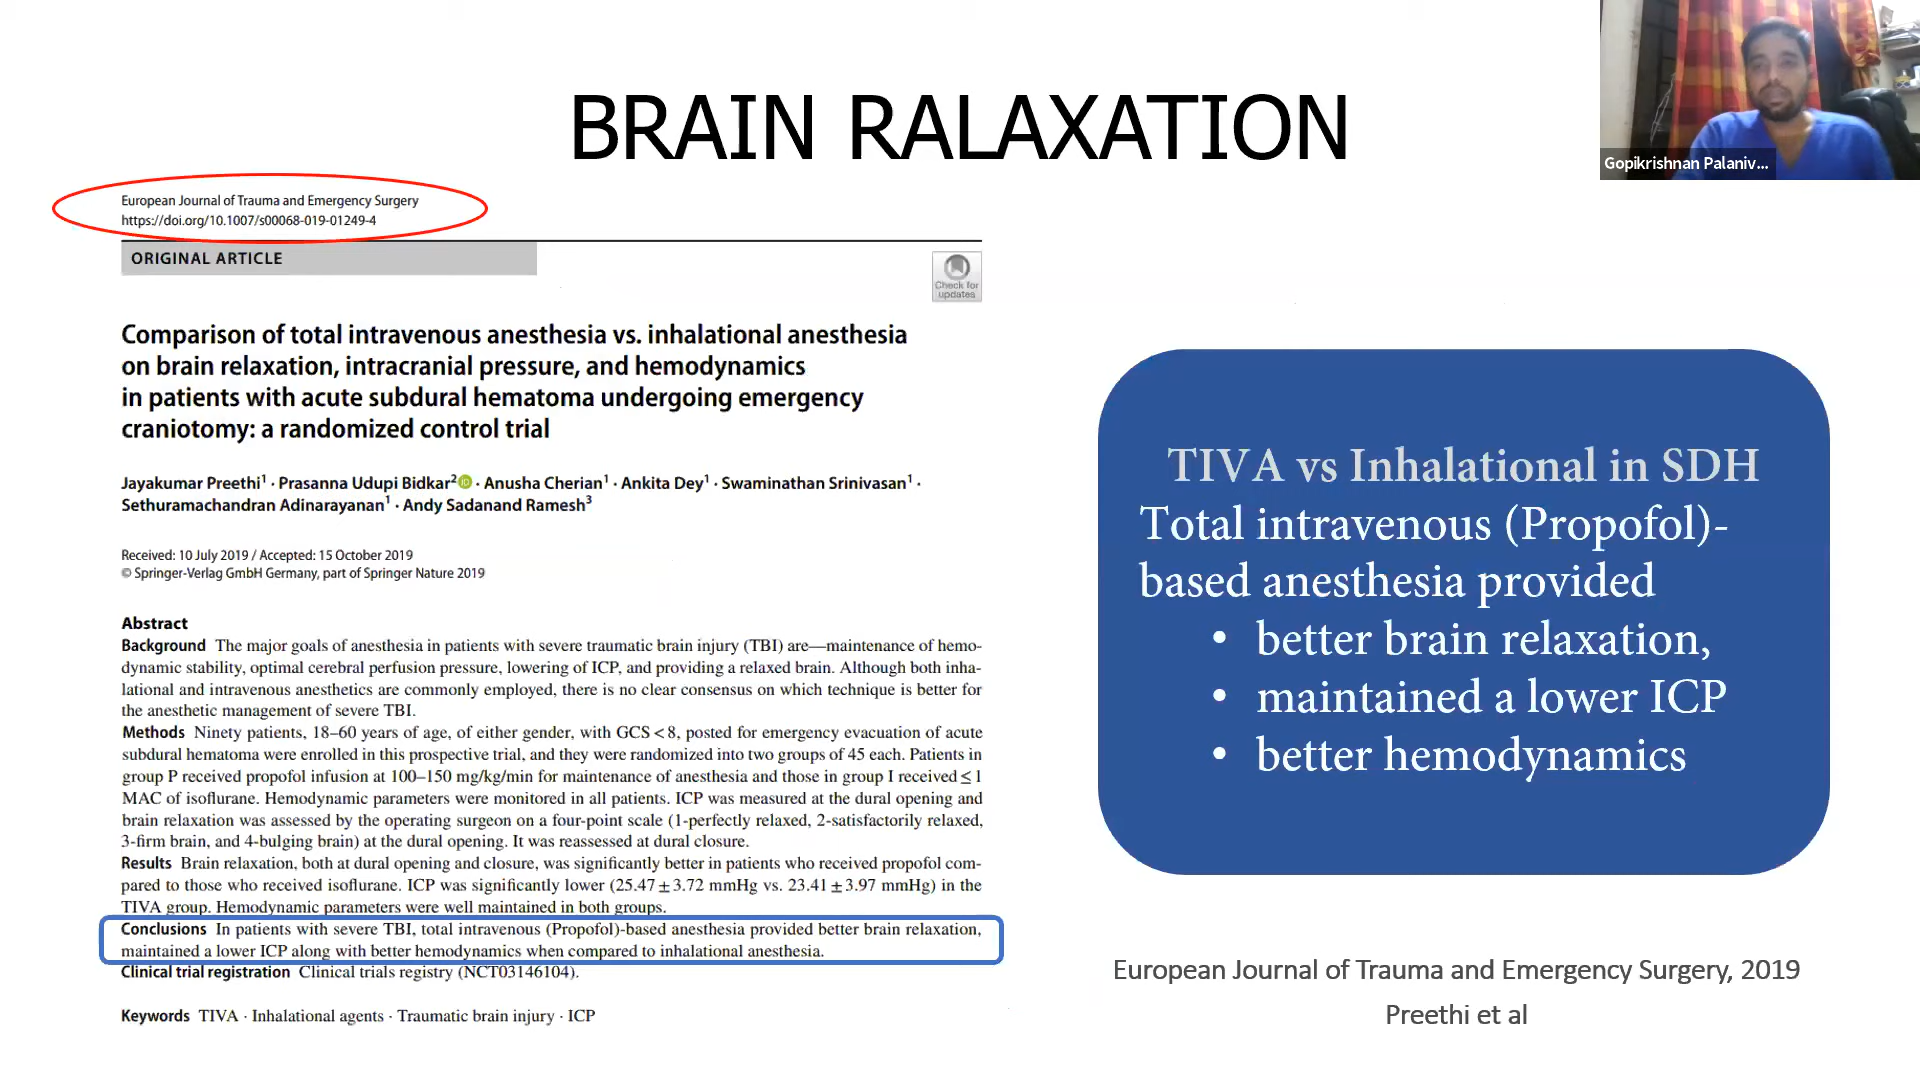 BRAIN RALAXATION
Gopikrishnan Palaniv...
European Journal of Trauma and Emergency Surgery
https://doi.org/10.1007/s00068-019-01249-4
ORIGINAL ARTICLE
Check for
updates
Comparison of total intravenous anesthesia vs. inhalational anesthesia
on brain relaxation, intracranial pressure, and hemodynamics
in patients with acute subdural hematoma undergoing emergency
craniotomy: a randomized control trial
Jayakumar Preethi1 · Prasanna Udupi Bidkar2 iD · Anusha Cherian1 · Ankita Dey1 · Swaminathan Srinivasan1 ·
Sethuramachandran Adinarayanan1 · Andy Sadanand Ramesh3
Received: 10 July 2019 / Accepted: 15 October 2019
© Springer-Verlag GmbH Germany, part of Springer Nature 2019
Abstract
Background The major goals of anesthesia in patients with severe traumatic brain injury (TBI) are—maintenance of hemo-
dynamic stability, optimal cerebral perfusion pressure, lowering of ICP, and providing a relaxed brain. Although both inha-
lational and intravenous anesthetics are commonly employed, there is no clear consensus on which technique is better for
the anesthetic management of severe TBI.
Methods Ninety patients, 18–60 years of age, of either gender, with GCS < 8, posted for emergency evacuation of acute
subdural hematoma were enrolled in this prospective trial, and they were randomized into two groups of 45 each. Patients in
group P received propofol infusion at 100–150 mg/kg/min for maintenance of anesthesia and those in group I received ≤ 1
MAC of isoflurane. Hemodynamic parameters were monitored in all patients. ICP was measured at the dural opening and
brain relaxation was assessed by the operating surgeon on a four-point scale (1-perfectly relaxed, 2-satisfactorily relaxed,
3-firm brain, and 4-bulging brain) at the dural opening. It was reassessed at dural closure.
Results Brain relaxation, both at dural opening and closure, was significantly better in patients who received propofol com-
pared to those who received isoflurane. ICP was significantly lower (25.47 ± 3.72 mmHg vs. 23.41 ± 3.97 mmHg) in the
TIVA group. Hemodynamic parameters were well maintained in both groups.
Conclusions In patients with severe TBI, total intravenous (Propofol)-based anesthesia provided better brain relaxation,
maintained a lower ICP along with better hemodynamics when compared to inhalational anesthesia.
Clinical trial registration Clinical trials registry (NCT03146104).
Keywords TIVA · Inhalational agents · Traumatic brain injury · ICP
TIVA vs Inhalational in SDH
Total intravenous (Propofol)-
based anesthesia provided
• better brain relaxation,
• maintained a lower ICP
• better hemodynamics
European Journal of Trauma and Emergency Surgery, 2019
Preethi et al